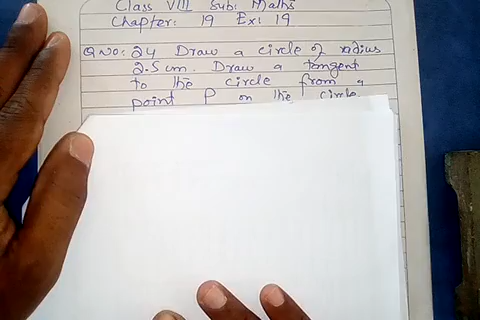 Class VIII Sub: Maths
Chapter: 19 Ex: 19
Q NO: 24 Draw a circle of radius
2.5 cm. Draw a tangent
to the circle from a
point P on the circle.